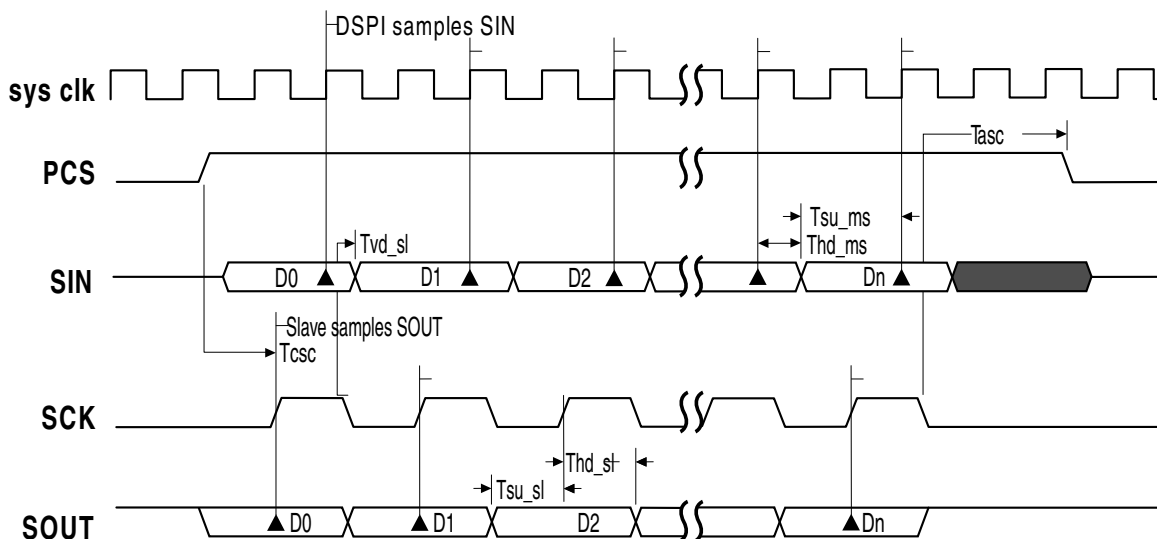 DSPI samples SIN
sys clk
Tasc
PCS
Tsu_ms
Tvd_sl
Thd_ms
SIN
D0
D1
D2
Dn
Slave samples SOUT
Tcsc
SCK
Thd_sl
Tsu_sl
SOUT
D0
D1
D2
Dn